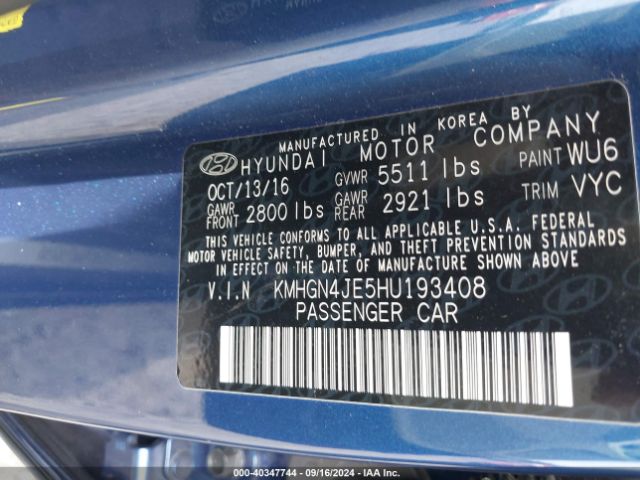 MANUFACTURED IN KOREA BY
HYUNDAI MOTOR COMPANY
OCT/13/16 GVWR 5511 lbs PAINT WU6
GAWR FRONT 2800 lbs GAWR REAR 2921 lbs TRIM VYC
THIS VEHICLE CONFORMS TO ALL APPLICABLE U.S.A. FEDERAL
MOTOR VEHICLE SAFETY, BUMPER, AND THEFT PREVENTION STANDARDS
IN EFFECT ON THE DATE OF MANUFACTURE SHOWN ABOVE
V.I.N KMHGN4JE5HU193408
PASSENGER CAR
000-40347744 - 09/16/2024 - IAA Inc.